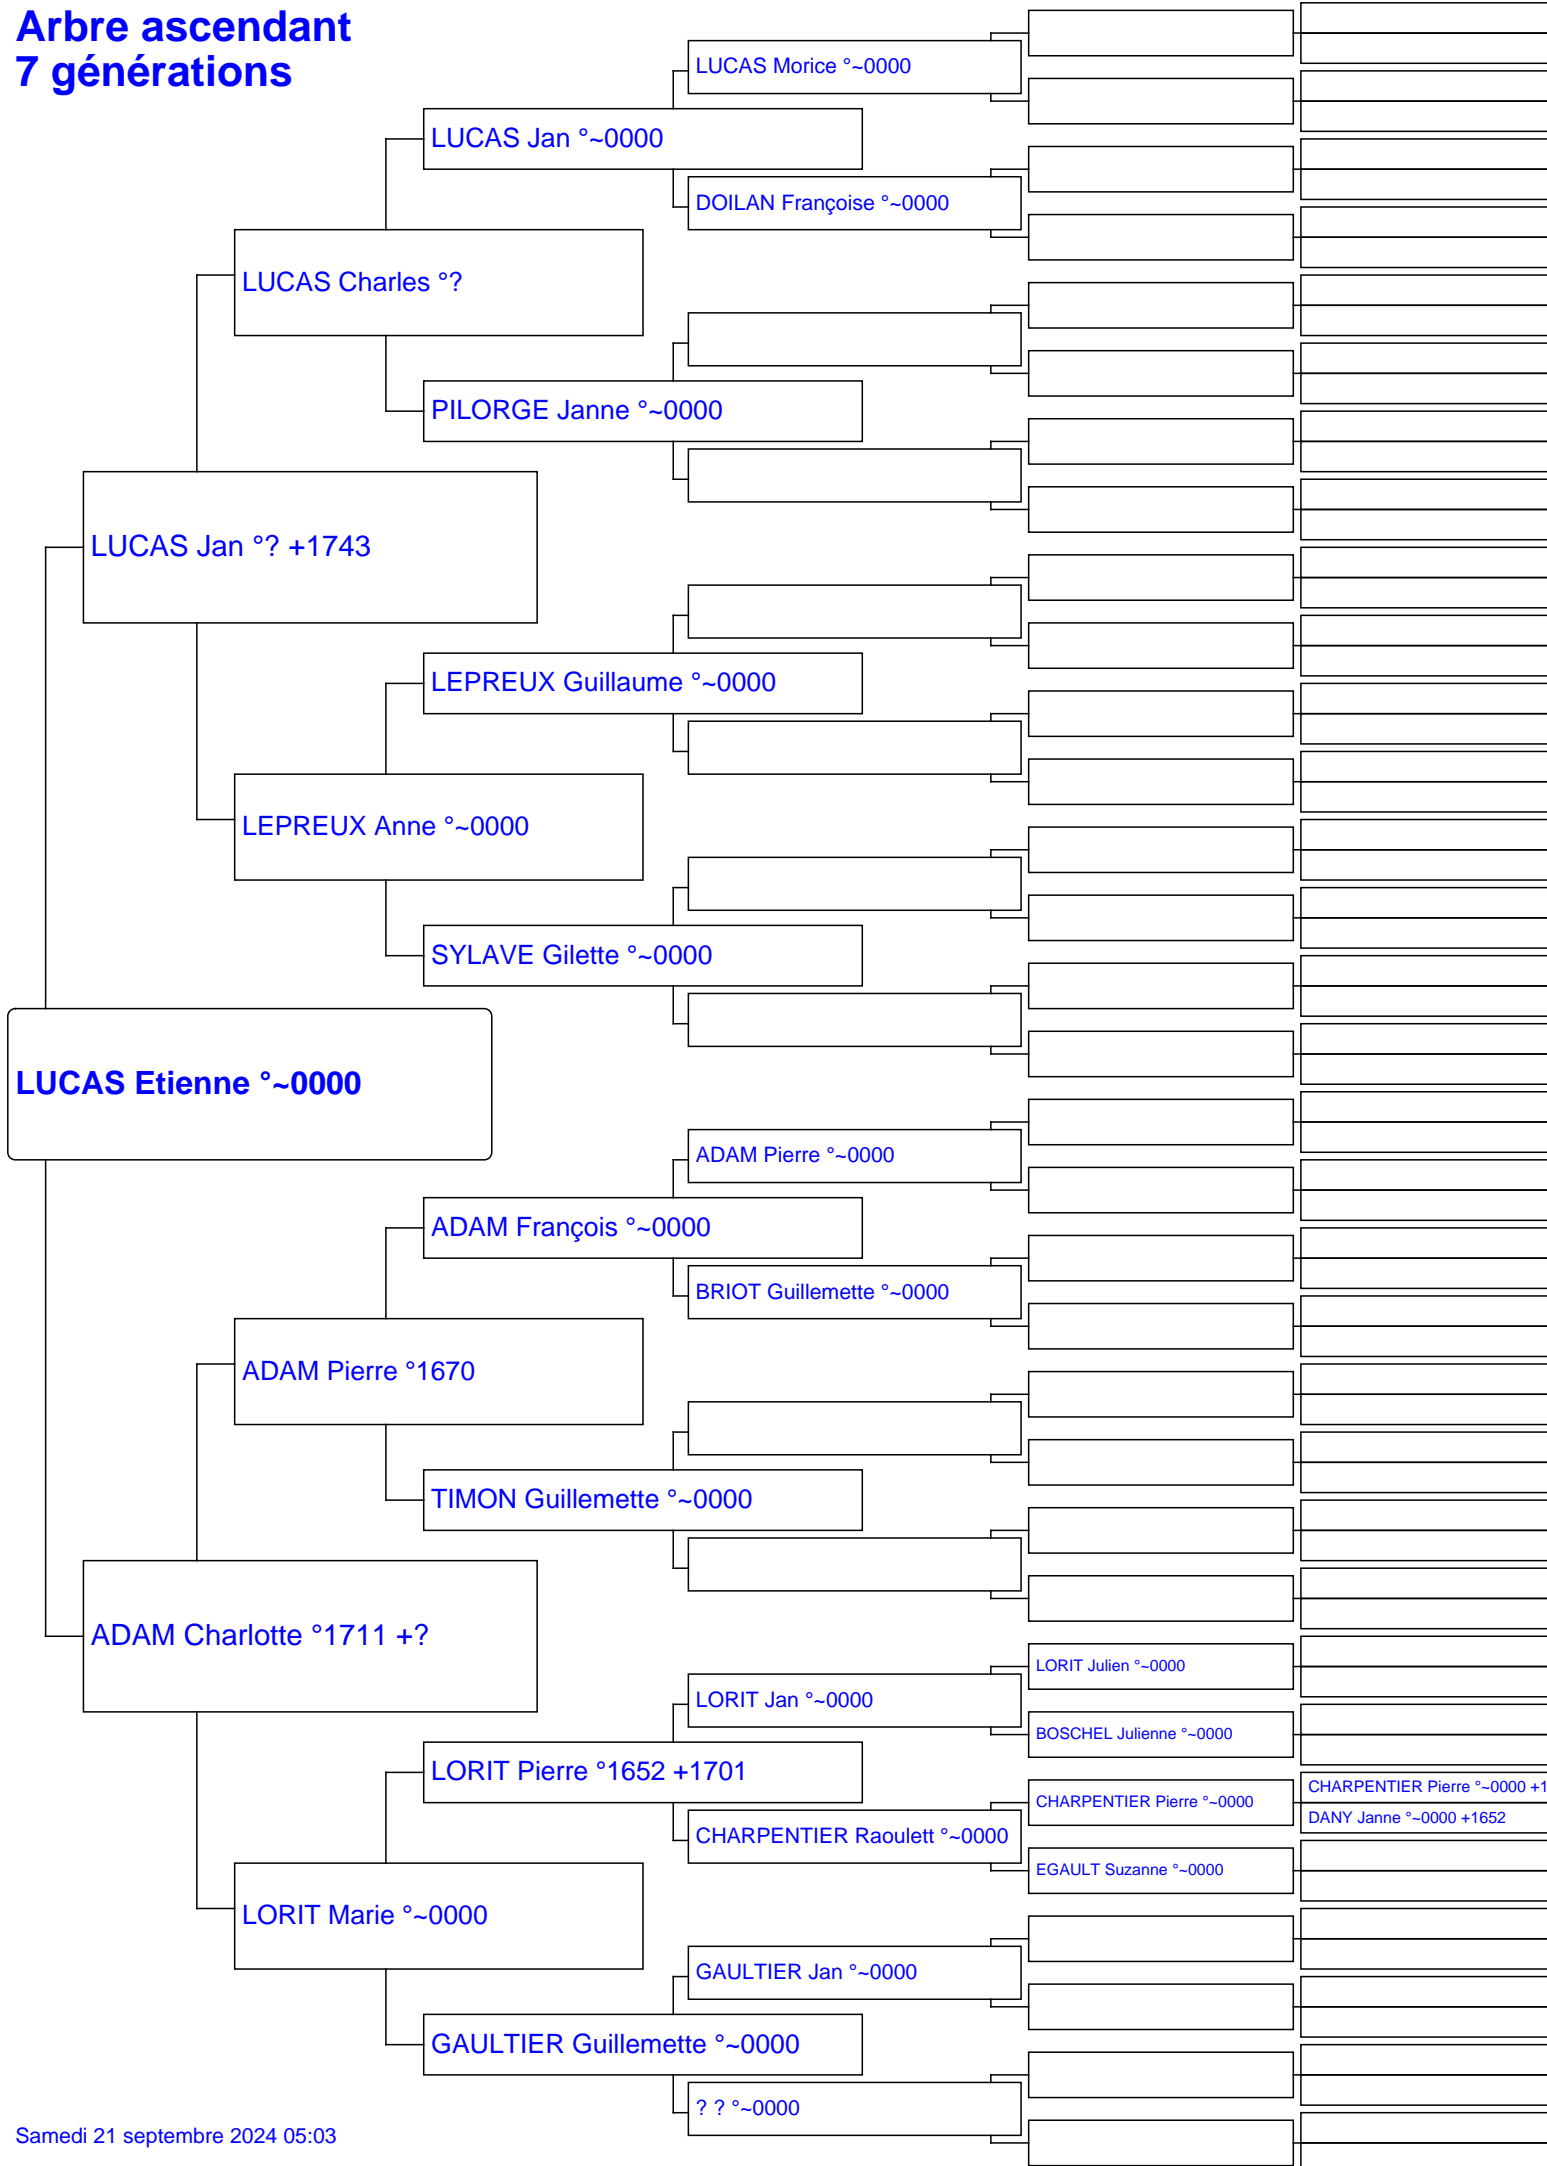 Arbre ascendant
7 générations
LUCAS Morice °~0000
LUCAS Jan °~0000
DOILAN Françoise °~0000
LUCAS Charles °?
PILORGE Janne °~0000
LUCAS Jan °? +1743
LEPREUX Guillaume °~0000
LEPREUX Anne °~0000
SYLAVE Gilette °~0000
LUCAS Etienne °~0000
ADAM Pierre °~0000
ADAM François °~0000
BRIOT Guillemette °~0000
ADAM Pierre °1670
TIMON Guillemette °~0000
ADAM Charlotte °1711 +?
LORIT Julien °~0000
LORIT Jan °~0000
BOSCHEL Julienne °~0000
LORIT Pierre °1652 +1701
CHARPENTIER Pierre °~0000 +1
CHARPENTIER Pierre °~0000
DANY Janne °~0000 +1652
CHARPENTIER Raoulett °~0000
EGAULT Suzanne °~0000
LORIT Marie °~0000
GAULTIER Jan °~0000
GAULTIER Guillemette °~0000
? ? °~0000
Samedi 21 septembre 2024 05:03